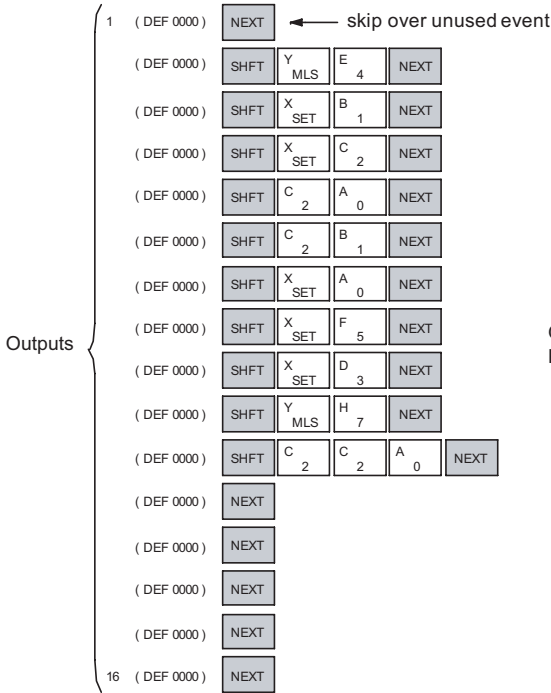 1 ( DEF 0000 ) NEXT skip over unused event
( DEF 0000 ) SHFT Y MLS E 4 NEXT
( DEF 0000 ) SHFT X SET B 1 NEXT
( DEF 0000 ) SHFT X SET C 2 NEXT
( DEF 0000 ) SHFT C 2 A 0 NEXT
( DEF 0000 ) SHFT C 2 B 1 NEXT
( DEF 0000 ) SHFT X SET A 0 NEXT
( DEF 0000 ) SHFT X SET F 5 NEXT
Outputs
( DEF 0000 ) SHFT X SET D 3 NEXT
( DEF 0000 ) SHFT Y MLS H 7 NEXT
( DEF 0000 ) SHFT C 2 C 2 A 0 NEXT
( DEF 0000 ) NEXT
( DEF 0000 ) NEXT
( DEF 0000 ) NEXT
( DEF 0000 ) NEXT
16 ( DEF 0000 ) NEXT